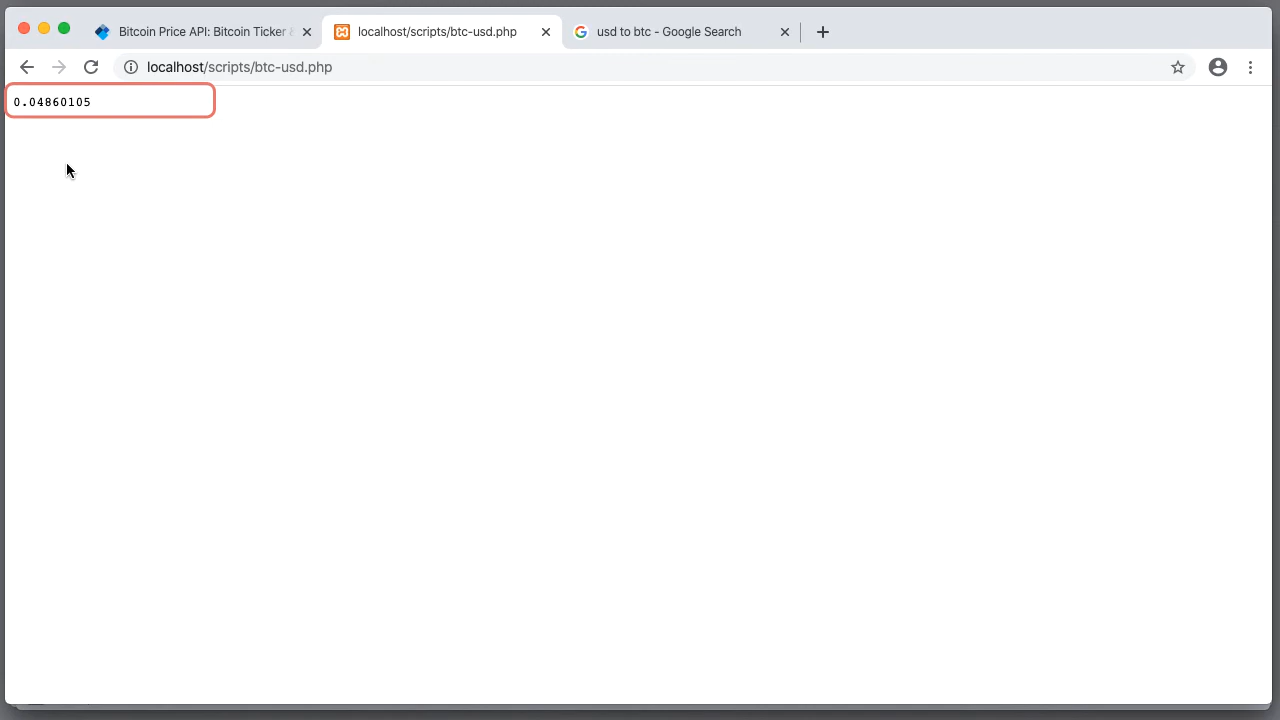 Bitcoin Price API: Bitcoin Ticker
localhost/scripts/btc-usd.php
usd to btc - Google Search
localhost/scripts/btc-usd.php
0.04860105